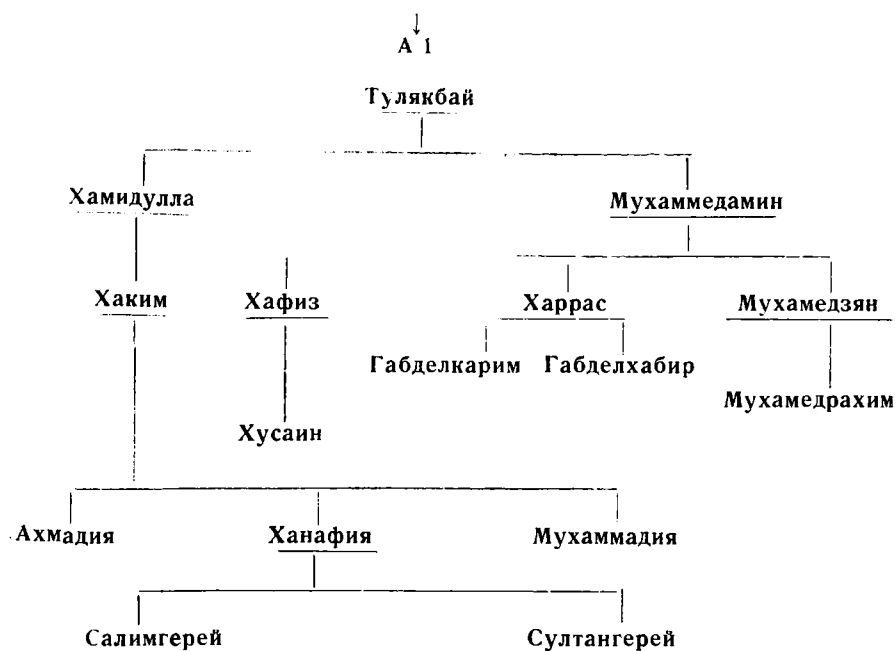 А 1
Тулякбай
Хамидулла Мухаммедамин
Хаким Хафиз Харрас Мухамедзян
Габделкарим Габделхабир
Мухамедрахим
Хусаин
Ахмадия Ханафия Мухаммадия
Салимгерей Султангерей